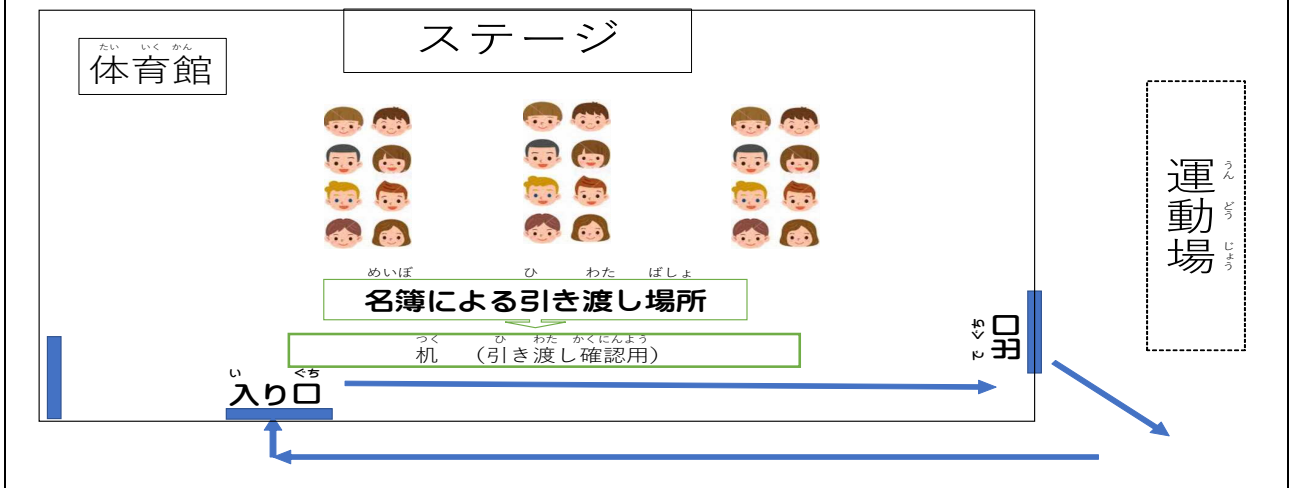 ステージ
たい いく かん
体育館
うん どう じょう
運動場
めいぼ ひ わた ばしょ
名簿による引き渡し場所
つく ひ わた かくにんよう
机 (引き渡し確認用)
でぐち
出口
い ぐち
入り口